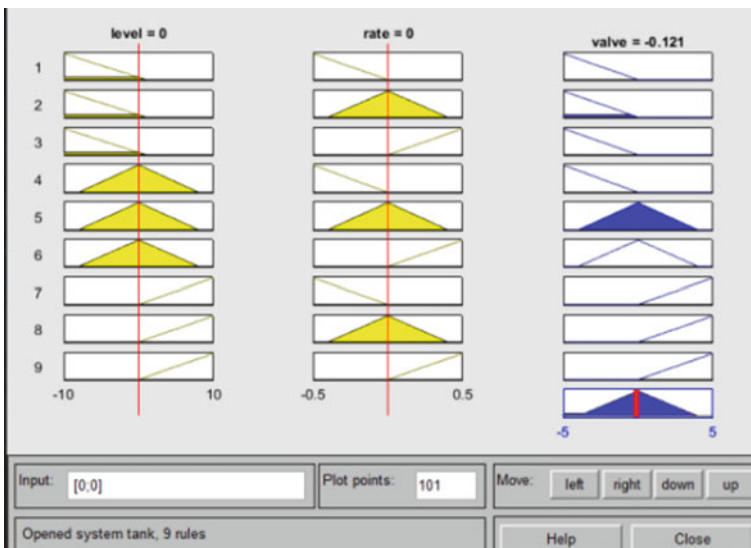 level = 0
rate = 0
valve = -0.121
1
2
3
4
5
6
7
8
9
-10
10
-0.5
0.5
-5
5
Input:
[0;0]
Plot points:
101
Move:
left
right
down
up
Opened system tank, 9 rules
Help
Close